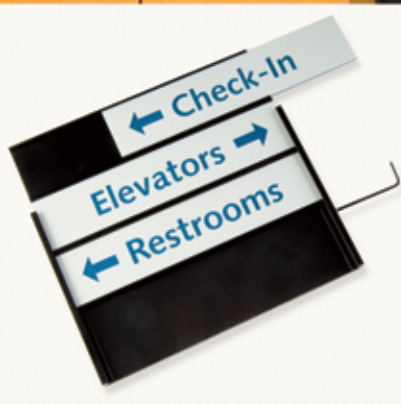 ← Check-In
Elevators →
← Restrooms